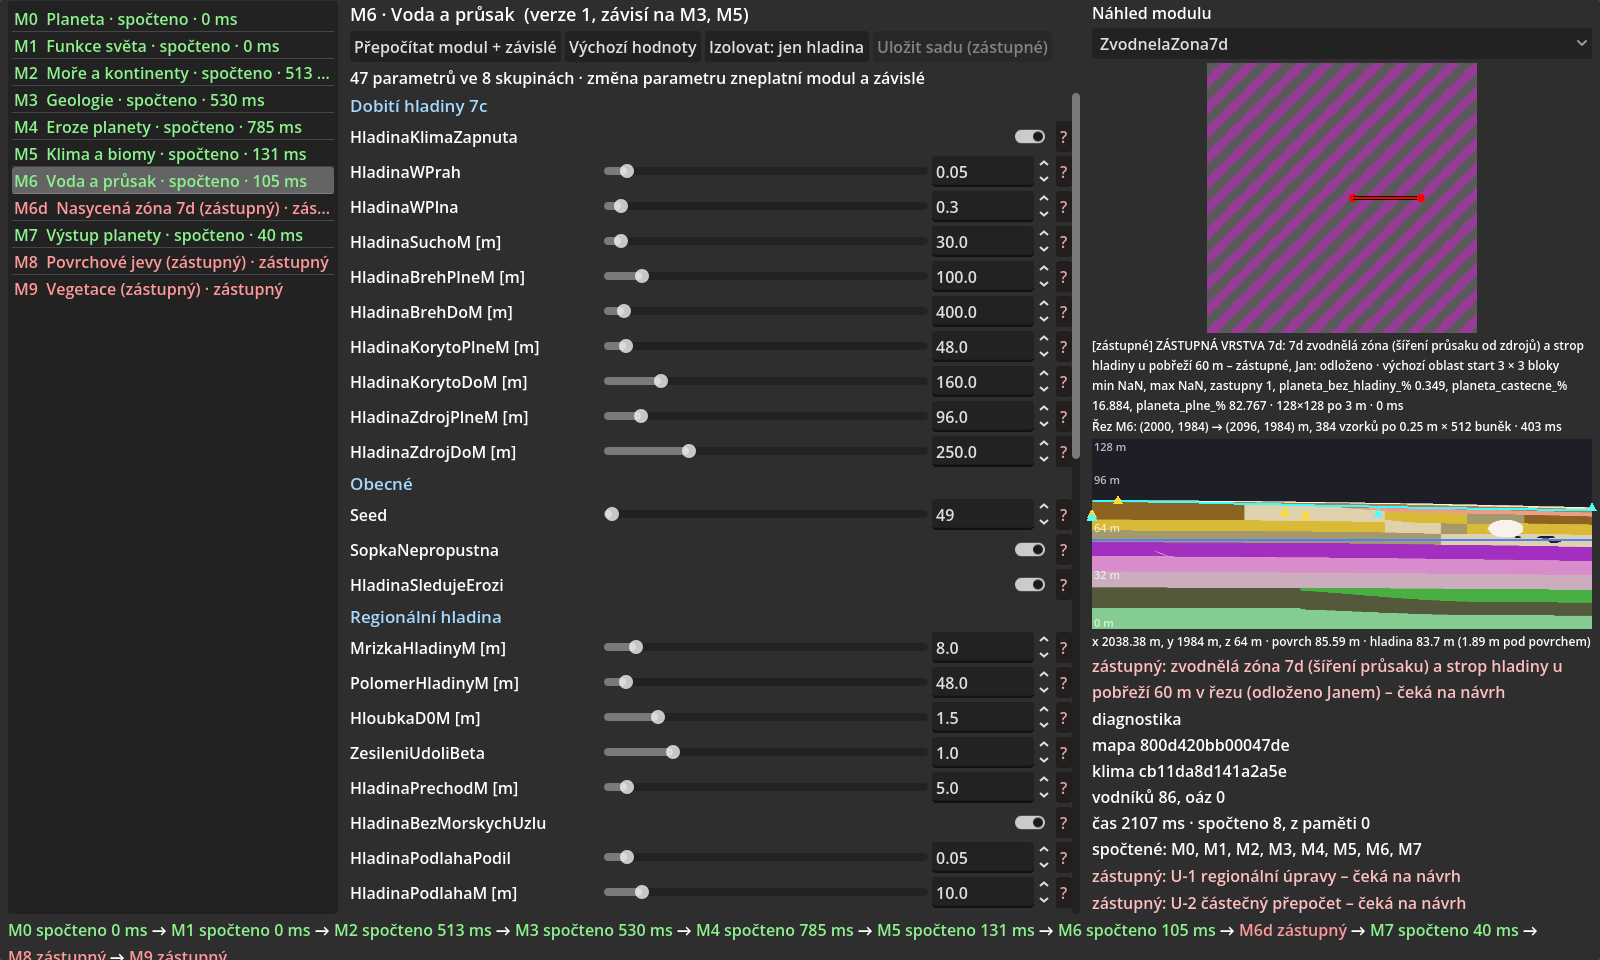 M0 Planeta · spočteno · 0 ms
M1 Funkce světa · spočteno · 0 ms
M2 Moře a kontinenty · spočteno · 513 ...
M3 Geologie · spočteno · 530 ms
M4 Eroze planety · spočteno · 785 ms
M5 Klima a biomy · spočteno · 131 ms
M6 Voda a průsak · spočteno · 105 ms
M6d Nasycená zóna 7d (zástupný) · zás...
M7 Výstup planety · spočteno · 40 ms
M8 Povrchové jevy (zástupný) · zástupný
M9 Vegetace (zástupný) · zástupný
M6 · Voda a průsak (verze 1, závisí na M3, M5)
Přepočítat modul + závislé Výchozí hodnoty Izolovat: jen hladina Uložit sadu (zástupné)
47 parametrů ve 8 skupinách · změna parametru zneplatní modul a závislé
Dobití hladiny 7c
HladinaKlimaZapnuta ?
HladinaWPrah 0.05 ?
HladinaWPlna 0.3 ?
HladinaSuchoM [m] 30.0 ?
HladinaBrehPlneM [m] 100.0 ?
HladinaBrehDoM [m] 400.0 ?
HladinaKorytoPlneM [m] 48.0 ?
HladinaKorytoDoM [m] 160.0 ?
HladinaZdrojPlneM [m] 96.0 ?
HladinaZdrojDoM [m] 250.0 ?
Obecné
Seed 49 ?
SopkaNepropustna ?
HladinaSledujeErozi ?
Regionální hladina
MrizkaHladinyM [m] 8.0 ?
PolomerHladinyM [m] 48.0 ?
HloubkaD0M [m] 1.5 ?
ZesileniUdoliBeta 1.0 ?
HladinaPrechodM [m] 5.0 ?
HladinaBezMorskychUzlu ?
HladinaPodlahaPodil 0.05 ?
HladinaPodlahaM [m] 10.0 ?
Náhled modulu
ZvodnelaZona7d
[zástupné] ZÁSTUPNÁ VRSTVA 7d: 7d zvodnělá zóna (šíření průsaku od zdrojů) a strop
hladiny u pobřeží 60 m – zástupné, Jan: odloženo · výchozí oblast start 3 × 3 bloky
min NaN, max NaN, zastupny 1, planeta_bez_hladiny_% 0.349, planeta_castecne_%
16.884, planeta_plne_% 82.767 · 128×128 po 3 m · 0 ms
Řez M6: (2000, 1984) → (2096, 1984) m, 384 vzorků po 0.25 m × 512 buněk · 403 ms
128 m
96 m
64 m
32 m
0 m
x 2038.38 m, y 1984 m, z 64 m · povrch 85.59 m · hladina 83.7 m (1.89 m pod povrchem)
zástupný: zvodnělá zóna 7d (šíření průsaku) a strop hladiny u
pobřeží 60 m v řezu (odloženo Janem) – čeká na návrh
diagnostika
mapa 800d420bb00047de
klima cb11da8d141a2a5e
vodníků 86, oáz 0
čas 2107 ms · spočteno 8, z paměti 0
spočtené: M0, M1, M2, M3, M4, M5, M6, M7
zástupný: U-1 regionální úpravy – čeká na návrh
zástupný: U-2 částečný přepočet – čeká na návrh
M0 spočteno 0 ms → M1 spočteno 0 ms → M2 spočteno 513 ms → M3 spočteno 530 ms → M4 spočteno 785 ms → M5 spočteno 131 ms → M6 spočteno 105 ms → M6d zástupný → M7 spočteno 40 ms →
M8 zástupný → M9 zástupný